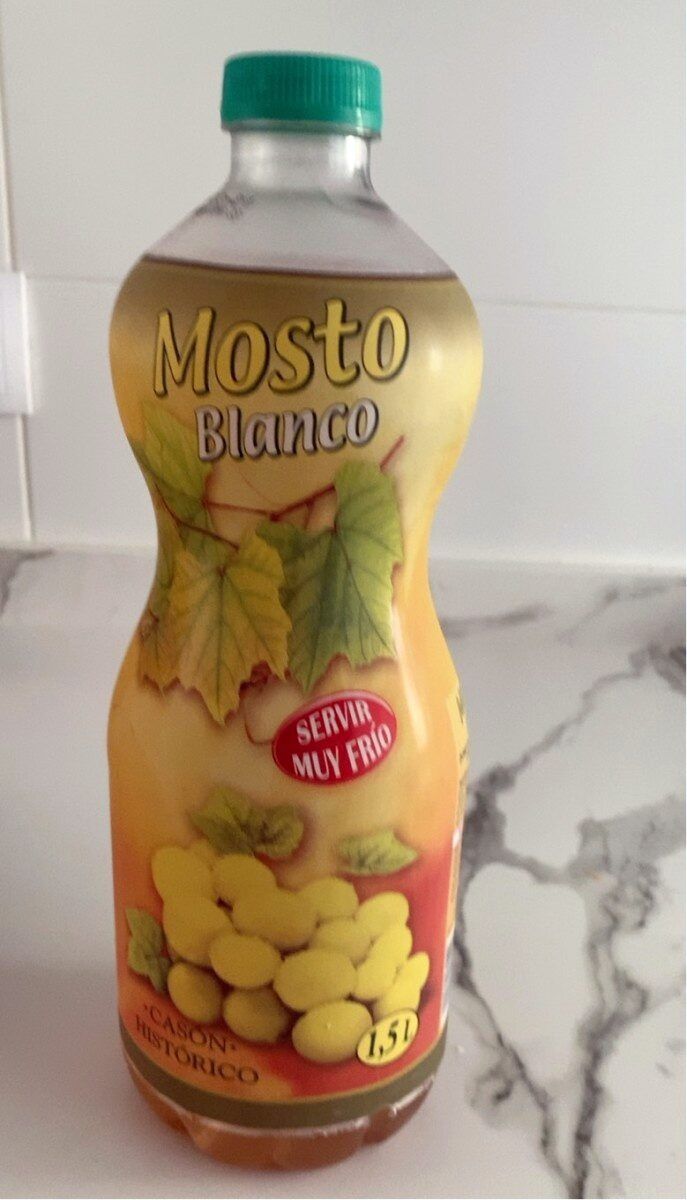 Mosto
Blanco
SERVIR
MUY FRÍO
·CASÓN·
HISTÓRICO
1,5 l